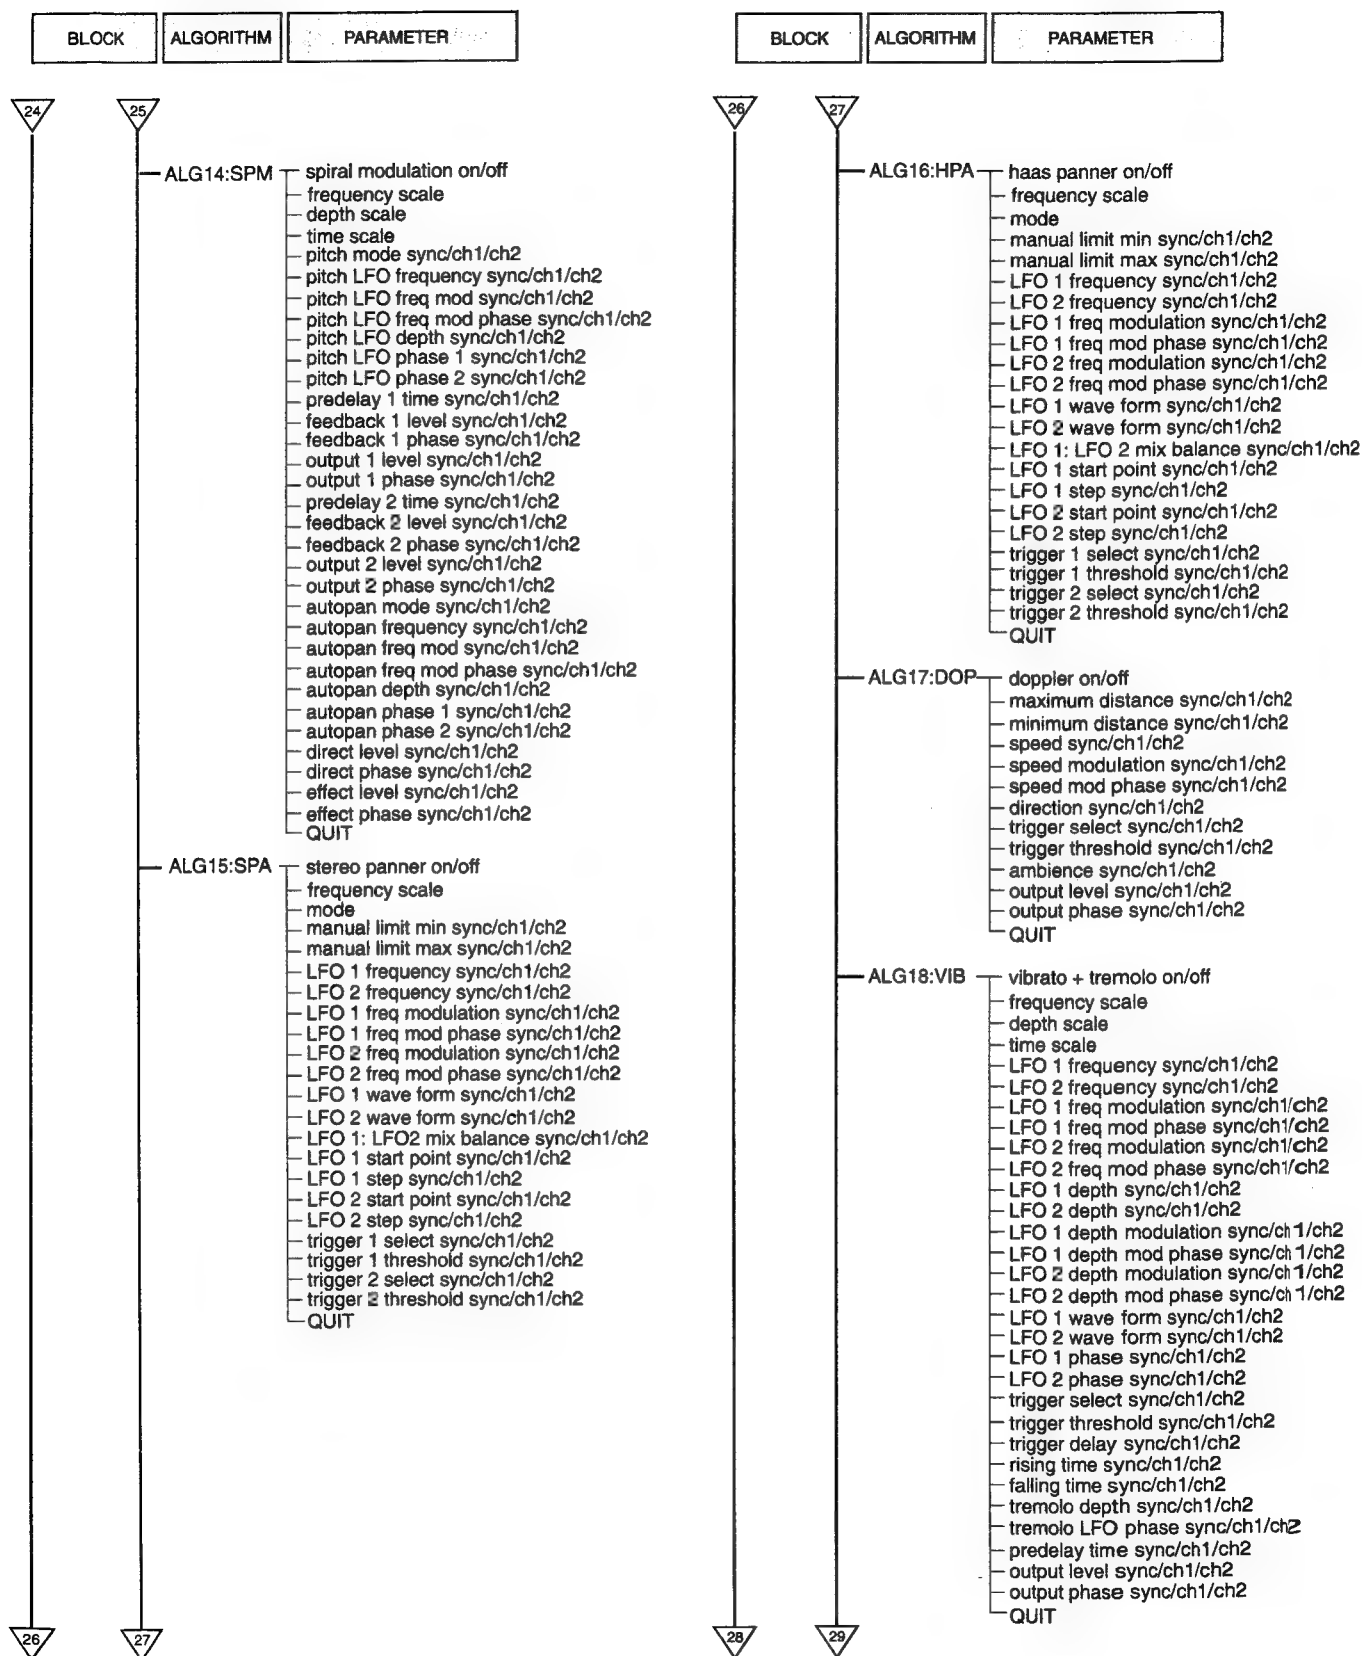 BLOCK ALGORITHM PARAMETER
24 25
ALG14:SPM spiral modulation on/off
frequency scale
depth scale
time scale
pitch mode sync/ch1/ch2
pitch LFO frequency sync/ch1/ch2
pitch LFO freq mod sync/ch1/ch2
pitch LFO freq mod phase sync/ch1/ch2
pitch LFO depth sync/ch1/ch2
pitch LFO phase 1 sync/ch1/ch2
pitch LFO phase 2 sync/ch1/ch2
predelay 1 time sync/ch1/ch2
feedback 1 level sync/ch1/ch2
feedback 1 phase sync/ch1/ch2
output 1 level sync/ch1/ch2
output 1 phase sync/ch1/ch2
predelay 2 time sync/ch1/ch2
feedback 2 level sync/ch1/ch2
feedback 2 phase sync/ch1/ch2
output 2 level sync/ch1/ch2
output 2 phase sync/ch1/ch2
autopan mode sync/ch1/ch2
autopan frequency sync/ch1/ch2
autopan freq mod sync/ch1/ch2
autopan freq mod phase sync/ch1/ch2
autopan depth sync/ch1/ch2
autopan phase 1 sync/ch1/ch2
autopan phase 2 sync/ch1/ch2
direct level sync/ch1/ch2
direct phase sync/ch1/ch2
effect level sync/ch1/ch2
effect phase sync/ch1/ch2
QUIT
ALG15:SPA stereo panner on/off
frequency scale
mode
manual limit min sync/ch1/ch2
manual limit max sync/ch1/ch2
LFO 1 frequency sync/ch1/ch2
LFO 2 frequency sync/ch1/ch2
LFO 1 freq modulation sync/ch1/ch2
LFO 1 freq mod phase sync/ch1/ch2
LFO 2 freq modulation sync/ch1/ch2
LFO 2 freq mod phase sync/ch1/ch2
LFO 1 wave form sync/ch1/ch2
LFO 2 wave form sync/ch1/ch2
LFO 1: LFO2 mix balance sync/ch1/ch2
LFO 1 start point sync/ch1/ch2
LFO 1 step sync/ch1/ch2
LFO 2 start point sync/ch1/ch2
LFO 2 step sync/ch1/ch2
trigger 1 select sync/ch1/ch2
trigger 1 threshold sync/ch1/ch2
trigger 2 select sync/ch1/ch2
trigger 2 threshold sync/ch1/ch2
QUIT
26 27
BLOCK ALGORITHM PARAMETER
26 27
ALG16:HPA haas panner on/off
frequency scale
mode
manual limit min sync/ch1/ch2
manual limit max sync/ch1/ch2
LFO 1 frequency sync/ch1/ch2
LFO 2 frequency sync/ch1/ch2
LFO 1 freq modulation sync/ch1/ch2
LFO 1 freq mod phase sync/ch1/ch2
LFO 2 freq modulation sync/ch1/ch2
LFO 2 freq mod phase sync/ch1/ch2
LFO 1 wave form sync/ch1/ch2
LFO 2 wave form sync/ch1/ch2
LFO 1: LFO 2 mix balance sync/ch1/ch2
LFO 1 start point sync/ch1/ch2
LFO 1 step sync/ch1/ch2
LFO 2 start point sync/ch1/ch2
LFO 2 step sync/ch1/ch2
trigger 1 select sync/ch1/ch2
trigger 1 threshold sync/ch1/ch2
trigger 2 select sync/ch1/ch2
trigger 2 threshold sync/ch1/ch2
QUIT
ALG17:DOP doppler on/off
maximum distance sync/ch1/ch2
minimum distance sync/ch1/ch2
speed sync/ch1/ch2
speed modulation sync/ch1/ch2
speed mod phase sync/ch1/ch2
direction sync/ch1/ch2
trigger select sync/ch1/ch2
trigger threshold sync/ch1/ch2
ambience sync/ch1/ch2
output level sync/ch1/ch2
output phase sync/ch1/ch2
QUIT
ALG18:VIB vibrato + tremolo on/off
frequency scale
depth scale
time scale
LFO 1 frequency sync/ch1/ch2
LFO 2 frequency sync/ch1/ch2
LFO 1 freq modulation sync/ch1/ch2
LFO 1 freq mod phase sync/ch1/ch2
LFO 2 freq modulation sync/ch1/ch2
LFO 2 freq mod phase sync/ch1/ch2
LFO 1 depth sync/ch1/ch2
LFO 2 depth sync/ch1/ch2
LFO 1 depth modulation sync/ch1/ch2
LFO 1 depth mod phase sync/ch1/ch2
LFO 2 depth modulation sync/ch1/ch2
LFO 2 depth mod phase sync/ch1/ch2
LFO 1 wave form sync/ch1/ch2
LFO 2 wave form sync/ch1/ch2
LFO 1 phase sync/ch1/ch2
LFO 2 phase sync/ch1/ch2
trigger select sync/ch1/ch2
trigger threshold sync/ch1/ch2
trigger delay sync/ch1/ch2
rising time sync/ch1/ch2
falling time sync/ch1/ch2
tremolo depth sync/ch1/ch2
tremolo LFO phase sync/ch1/ch2
predelay time sync/ch1/ch2
output level sync/ch1/ch2
output phase sync/ch1/ch2
QUIT
28 29